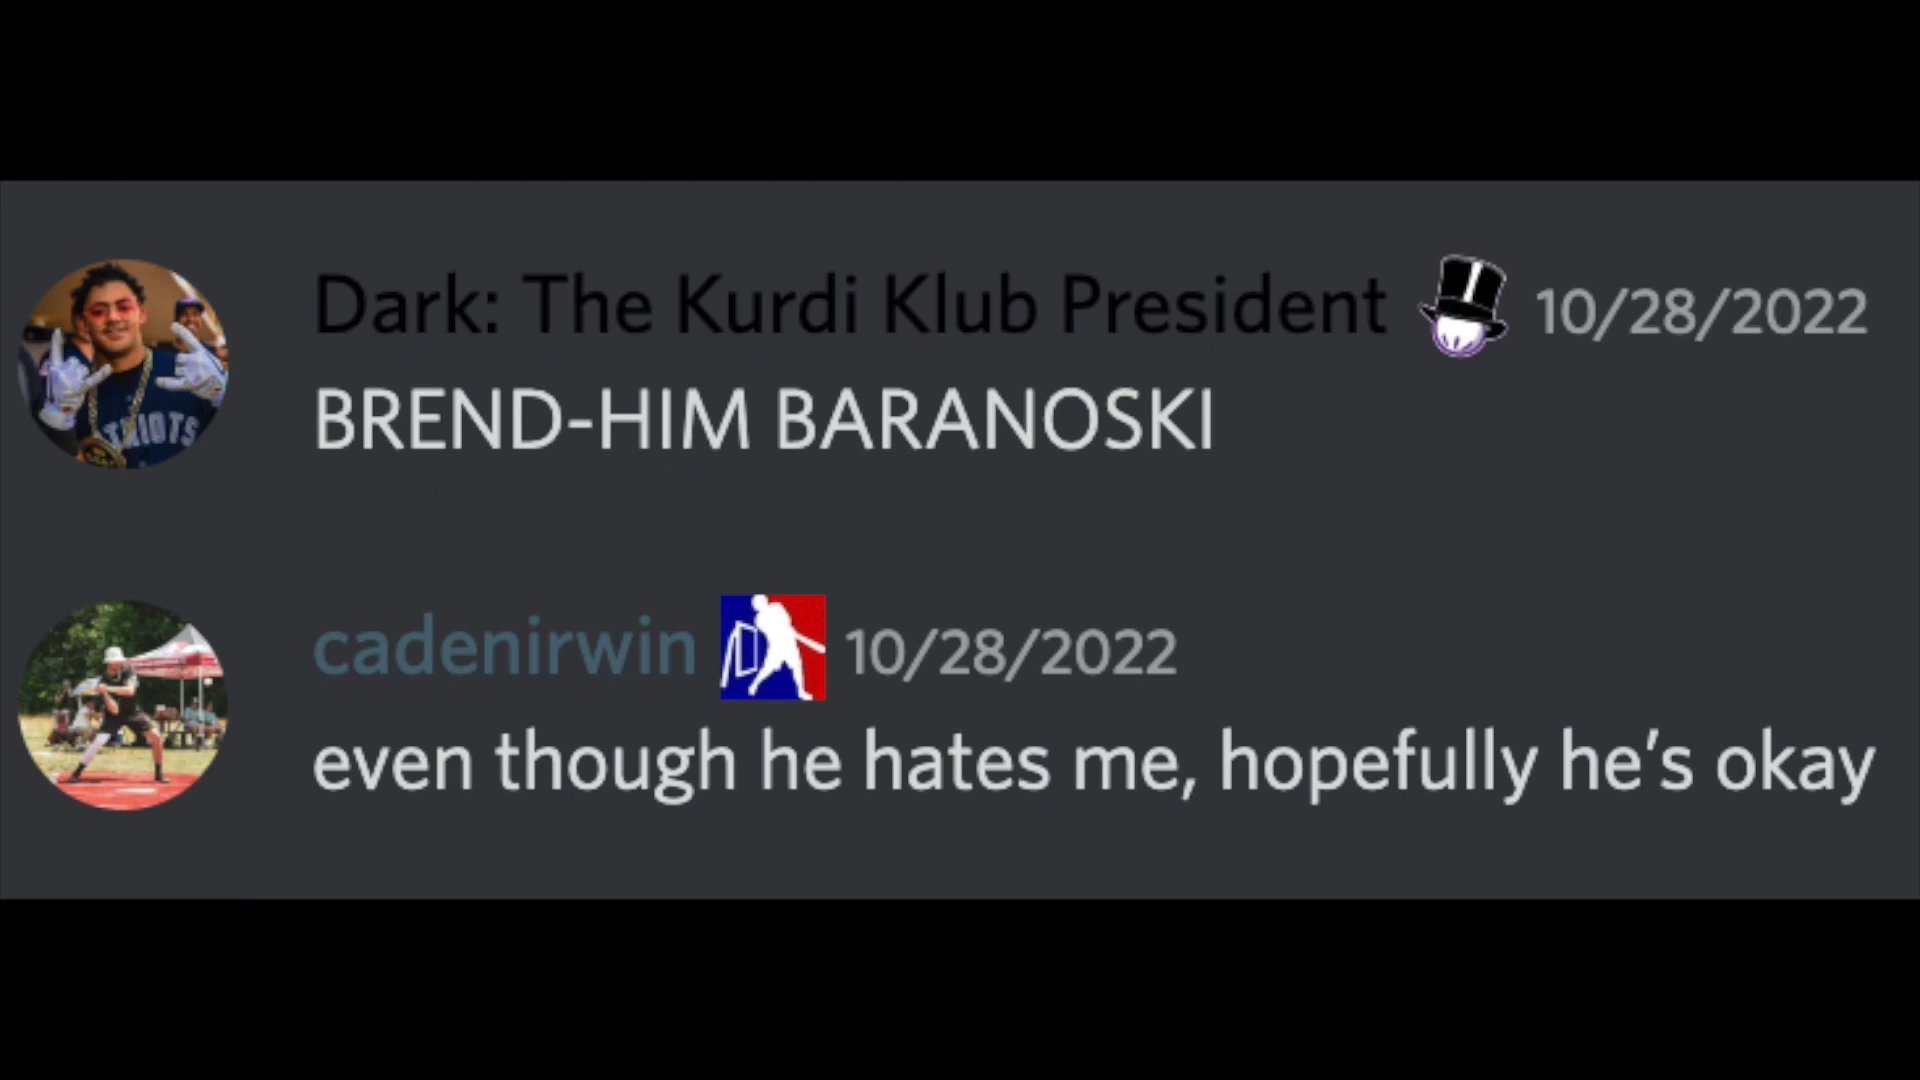 Dark: The Kurdi Klub President 10/28/2022
BREND-HIM BARANOSKI
cadenirwin 10/28/2022
even though he hates me, hopefully he's okay
TRIOTS